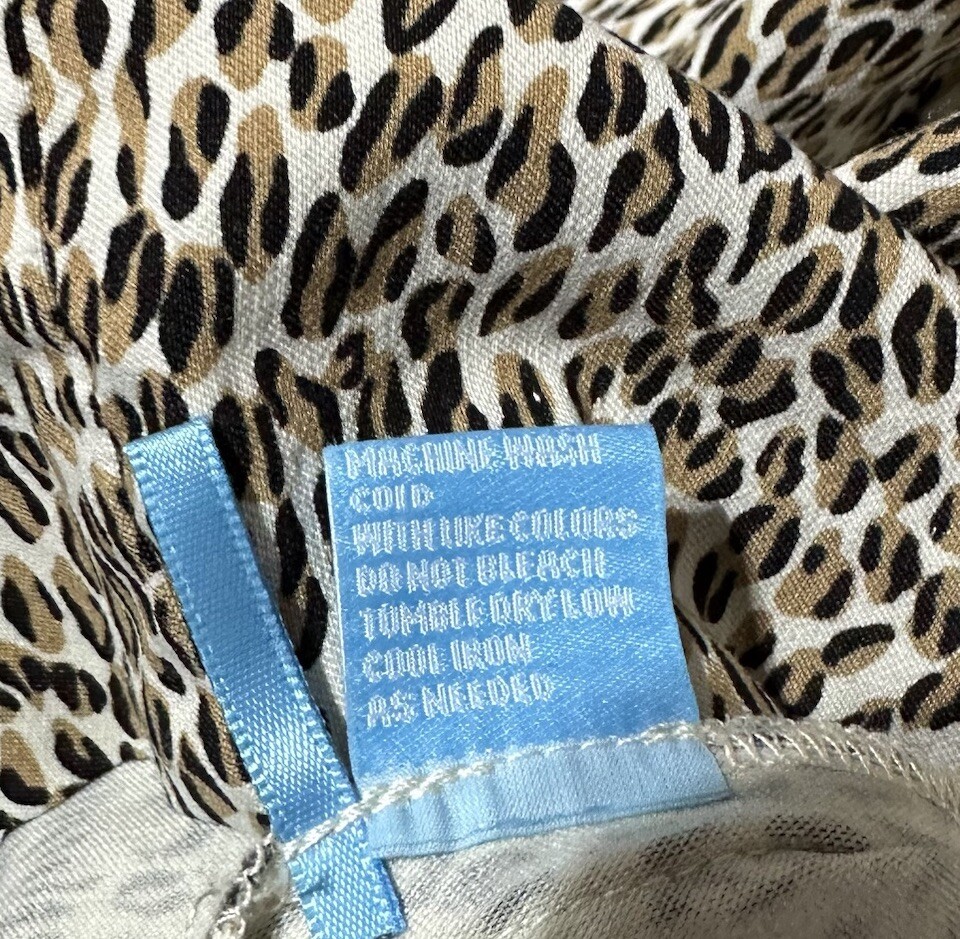 MACHINE WASH
COLD
WITH LIKE COLORS
DO NOT BLEACH
TUMBLE DRY LOW
COOL IRON
AS NEEDED